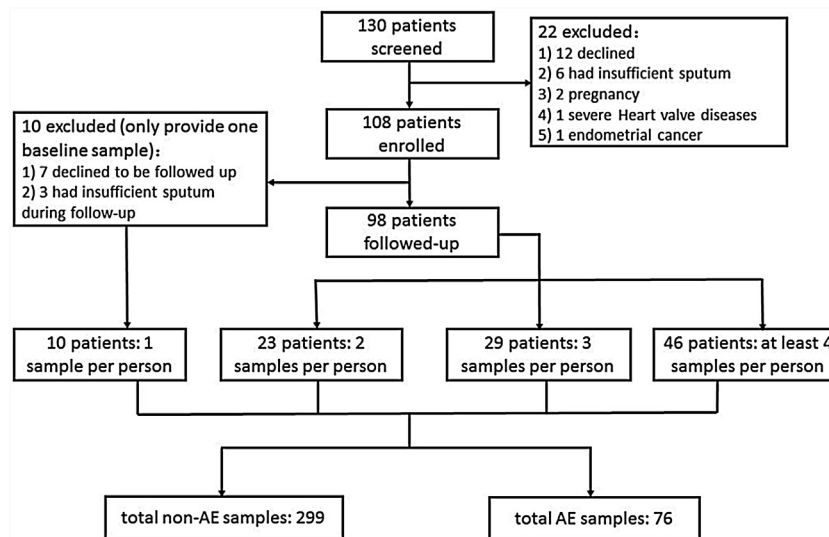 130 patients
screened
22 excluded：
1) 12 declined
2) 6 had insufficient sputum
3) 2 pregnancy
4) 1 severe Heart valve diseases
5) 1 endometrial cancer
108 patients
enrolled
10 excluded (only provide one
baseline sample)：
1) 7 declined to be followed up
2) 3 had insufficient sputum
during follow-up
98 patients
followed-up
10 patients: 1
sample per person
23 patients: 2
samples per person
29 patients: 3
samples per person
46 patients: at least 4
samples per person
total non-AE samples: 299
total AE samples: 76